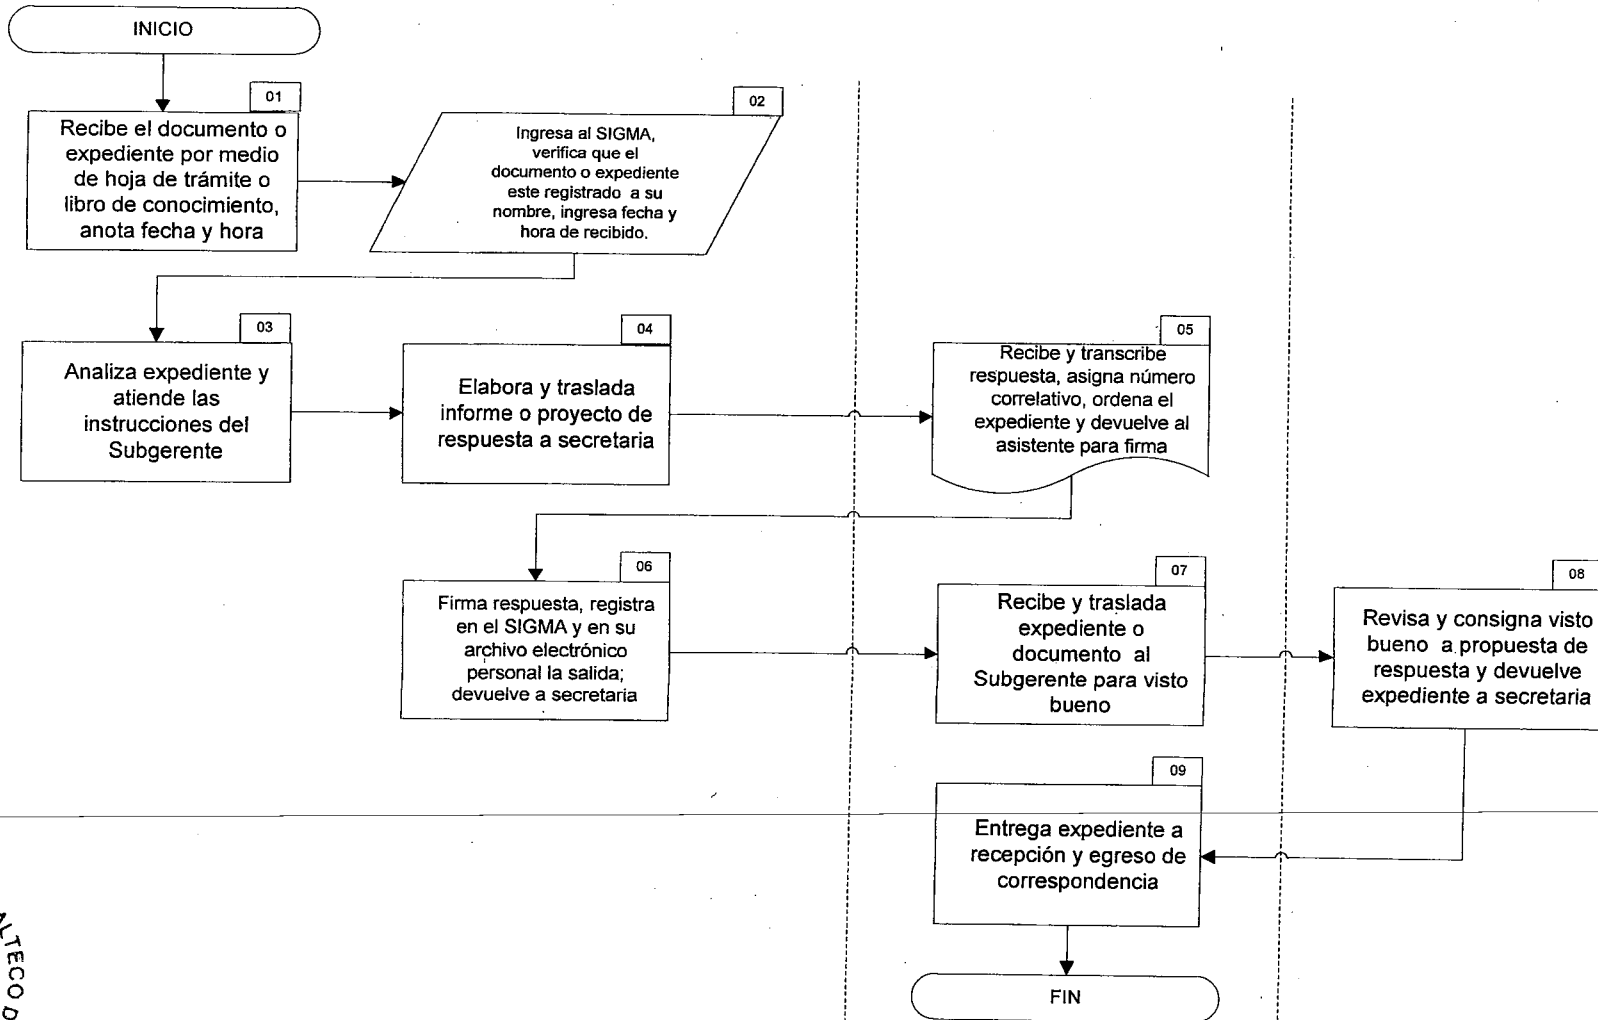 INICIO
01
Recibe el documento o
expediente por medio
de hoja de trámite o
libro de conocimiento,
anota fecha y hora
02
Ingresa al SIGMA,
verifica que el
documento o expediente
este registrado a su
nombre, ingresa fecha y
hora de recibido.
03
Analiza expediente y
atiende las
instrucciones del
Subgerente
04
Elabora y traslada
informe o proyecto de
respuesta a secretaria
05
Recibe y transcribe
respuesta, asigna número
correlativo, ordena el
expediente y devuelve al
asistente para firma
06
Firma respuesta, registra
en el SIGMA y en su
archivo electrónico
personal la salida;
devuelve a secretaria
07
Recibe y traslada
expediente o
documento al
Subgerente para visto
bueno
08
Revisa y consigna visto
bueno a propuesta de
respuesta y devuelve
expediente a secretaria
09
Entrega expediente a
recepción y egreso de
correspondencia
FIN